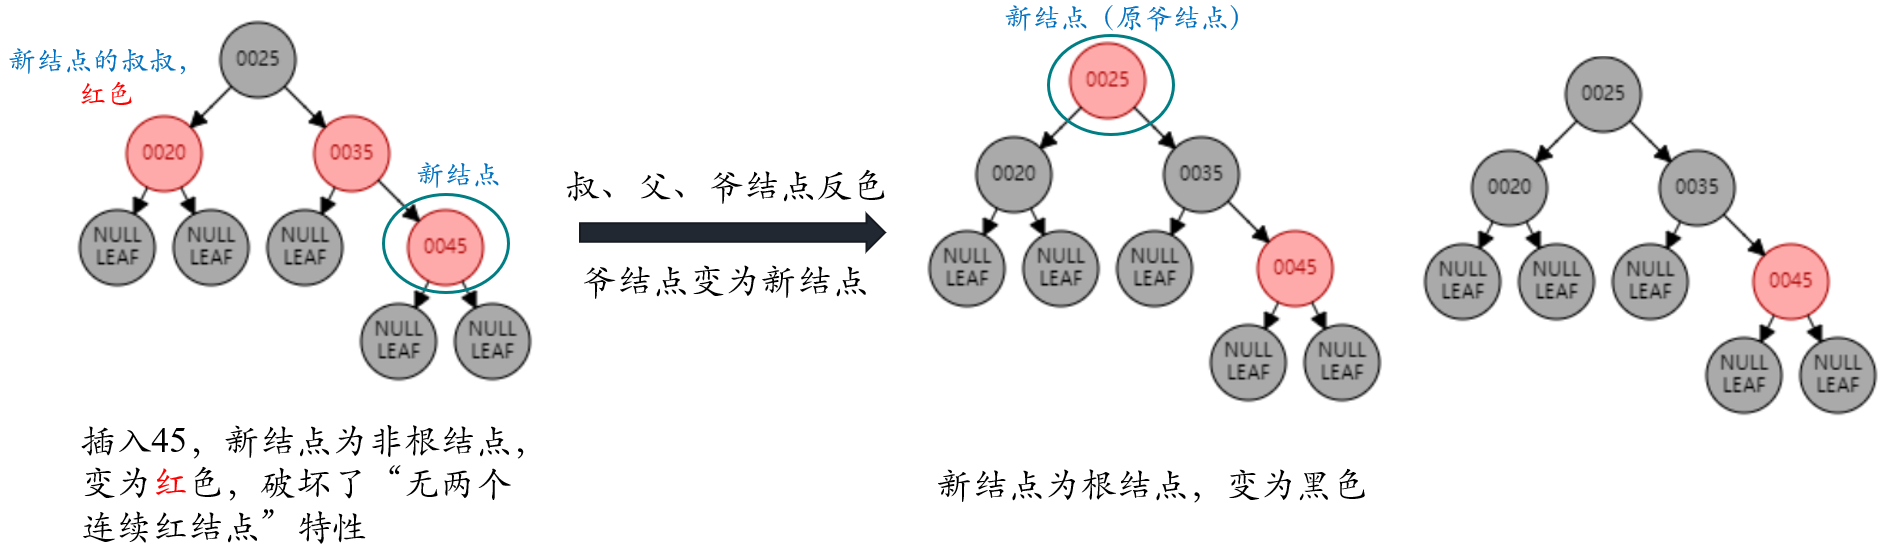 新结点的叔叔,
红色
0025
0020
0035
新结点
0045
NULL
LEAF
NULL
LEAF
NULL
LEAF
NULL
LEAF
NULL
LEAF
插入45，新结点为非根结点，
变为红色，破坏了“无两个
连续红结点”特性
叔、父、爷结点反色
爷结点变为新结点
新结点（原爷结点）
0025
0020
0035
NULL
LEAF
NULL
LEAF
NULL
LEAF
0045
NULL
LEAF
NULL
LEAF
0025
0020
0035
NULL
LEAF
NULL
LEAF
NULL
LEAF
0045
NULL
LEAF
NULL
LEAF
新结点为根结点，变为黑色